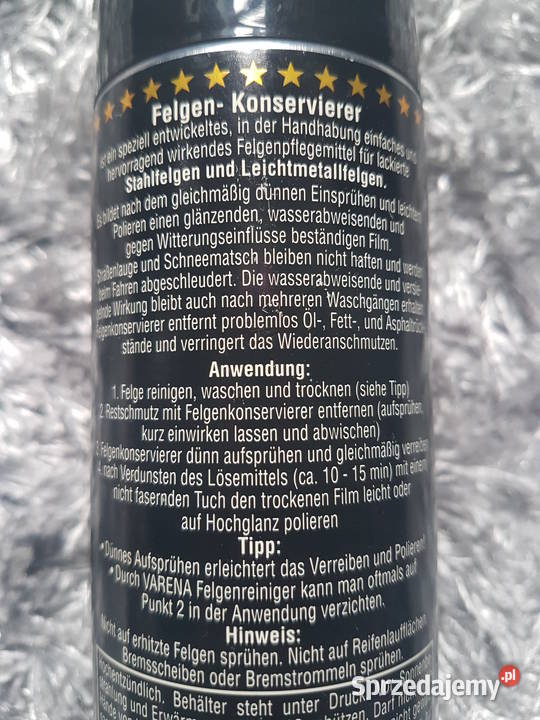 Felgen- Konservierer
ist ein speziell entwickeltes, in der Handhabung einfaches und
hervorragend wirkendes Felgenpflegemittel für lackierte
Stahlfelgen und Leichtmetallfelgen.
Es bildet nach dem gleichmäßig dünnen Einsprühen und leichtem
Polieren einen glänzenden, wasserabweisenden und
gegen Witterungseinflüsse beständigen Film.
Straßenlauge und Schneematsch bleiben nicht haften und werden
beim Fahren abgeschleudert. Die wasserabweisende und versie-
gelnde Wirkung bleibt auch nach mehreren Waschgängen erhalten.
Felgenkonservierer entfernt problemlos Öl-, Fett-, und Asphaltrück-
stände und verringert das Wiederanschmutzen.
Anwendung:
1. Felge reinigen, waschen und trocknen (siehe Tipp)
2. Restschutz mit Felgenkonservierer entfernen (aufsprühen,
kurz einwirken lassen und abwischen)
3. Felgenkonservierer dünn aufsprühen und gleichmäßig verreiben
4. nach Verdunsten des Lösemittels (ca. 10 - 15 min) mit einem
nicht fasernden Tuch den trockenen Film leicht oder
auf Hochglanz polieren
Tipp:
*Dünnes Aufsprühen erleichtert das Verreiben und Polieren!
*Durch VARENA Felgenreiniger kann man oftmals auf
Punkt 2 in der Anwendung verzichten.
Hinweis:
Nicht auf erhitzte Felgen sprühen. Nicht auf Reifenlaufflächen,
Bremsscheiben oder Bremstrommeln sprühen.
Hochentzündlich. Behälter steht unter Druck.
Sprzedajemy.pl